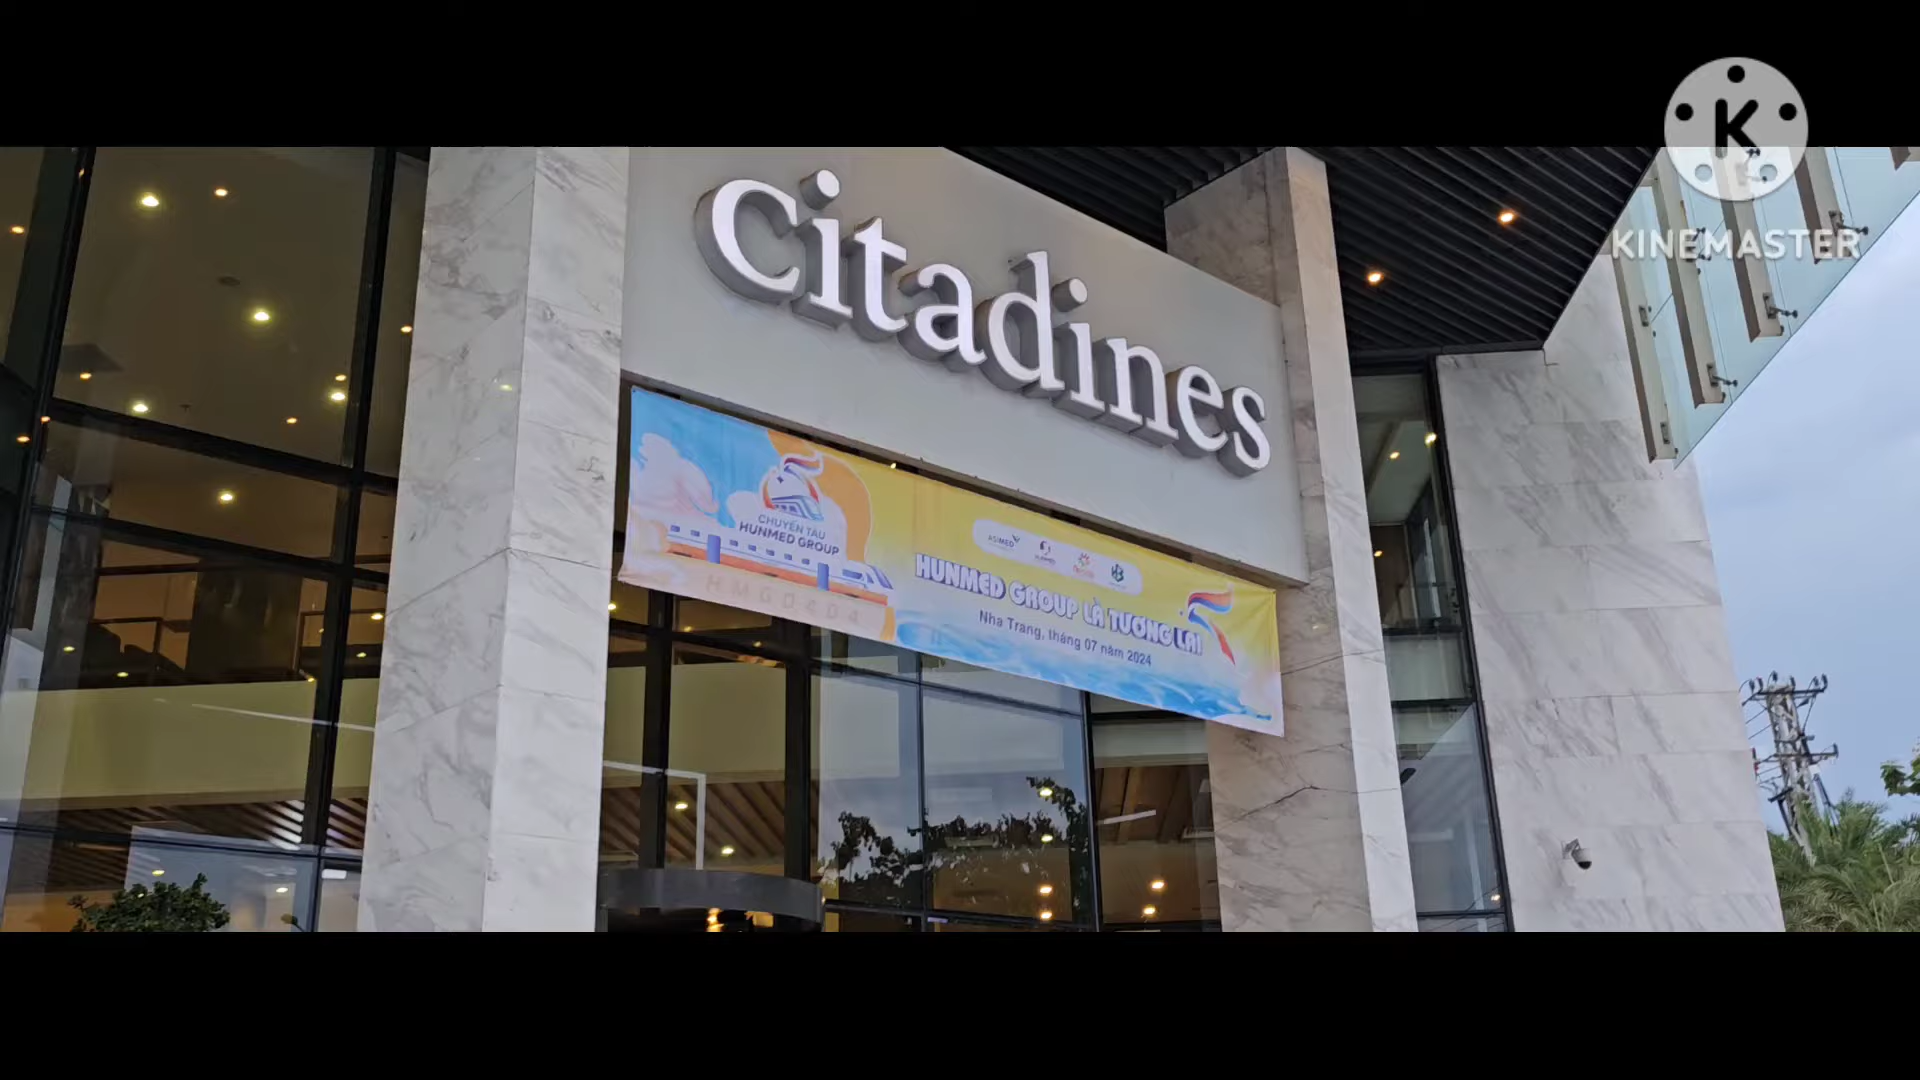 citadines
CHUYẾN TÀU
HUNMED GROUP
HMG0404
ASIMED
HUNMED GROUP LÀ TƯƠNG LAI
Nha Trang, tháng 07 năm 2024
K
KINEMASTER